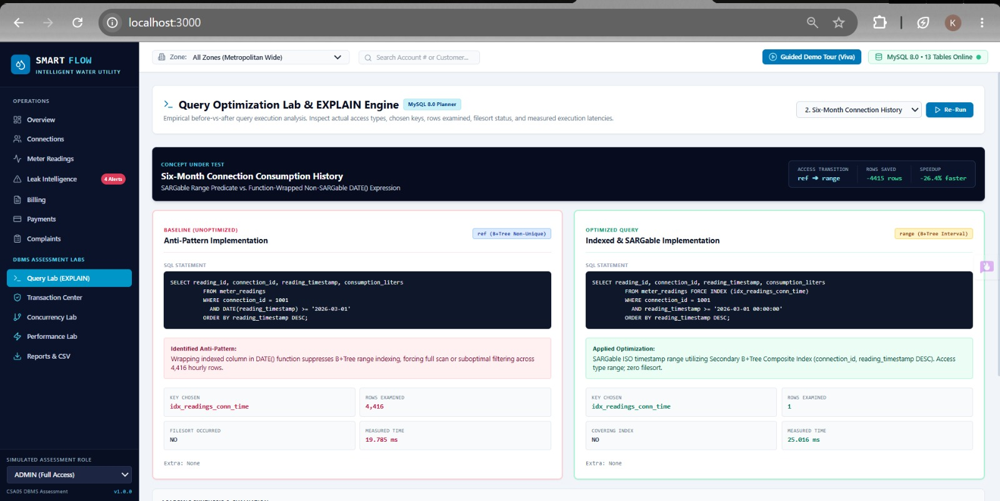 localhost:3000
K
SMART FLOW
INTELLIGENT WATER UTILITY
Zone: All Zones (Metropolitan Wide)
Search Account # or Customer...
Guided Demo Tour (Viva)
MySQL 8.0 • 13 Tables Online
OPERATIONS
Overview
Connections
Meter Readings
Leak Intelligence
4 Alerts
Billing
Payments
Complaints
DBMS ASSESSMENT LABS
Query Lab (EXPLAIN)
Transaction Center
Concurrency Lab
Performance Lab
Reports & CSV
SIMULATED ASSESSMENT ROLE
ADMIN (Full Access)
CSA05 DBMS Assessment
v1.0.0
Query Optimization Lab & EXPLAIN Engine
MySQL 8.0 Planner
Empirical before-vs-after query execution analysis. Inspect actual access types, chosen keys, rows examined, filesort status, and measured execution latencies.
2. Six-Month Connection History
Re-Run
CONCEPT UNDER TEST
Six-Month Connection Consumption History
SARGable Range Predicate vs. Function-Wrapped Non-SARGable DATE() Expression
ACCESS TRANSITION
ref ➔ range
ROWS SAVED
-4415 rows
SPEEDUP
-26.4% faster
BASELINE (UNOPTIMIZED)
Anti-Pattern Implementation
ref (B+Tree Non-Unique)
SQL STATEMENT
SELECT reading_id, connection_id, reading_timestamp, consumption_liters
FROM meter_readings
WHERE connection_id = 1001
AND DATE(reading_timestamp) >= '2026-03-01'
ORDER BY reading_timestamp DESC;
Identified Anti-Pattern:
Wrapping indexed column in DATE() function suppresses B+Tree range indexing, forcing full scan or suboptimal filtering across
4,416 hourly rows.
KEY CHOSEN
idx_readings_conn_time
ROWS EXAMINED
4,416
FILESORT OCCURRED
NO
MEASURED TIME
19.785 ms
Extra: None
OPTIMIZED QUERY
Indexed & SARGable Implementation
range (B+Tree Interval)
SQL STATEMENT
SELECT reading_id, connection_id, reading_timestamp, consumption_liters
FROM meter_readings FORCE INDEX (idx_readings_conn_time)
WHERE connection_id = 1001
AND reading_timestamp >= '2026-03-01 00:00:00'
ORDER BY reading_timestamp DESC;
Applied Optimization:
SARGable ISO timestamp range utilizing Secondary B+Tree Composite Index (connection_id, reading_timestamp DESC). Access
type range; zero filesort.
KEY CHOSEN
idx_readings_conn_time
ROWS EXAMINED
1
COVERING INDEX
NO
MEASURED TIME
25.016 ms
Extra: None